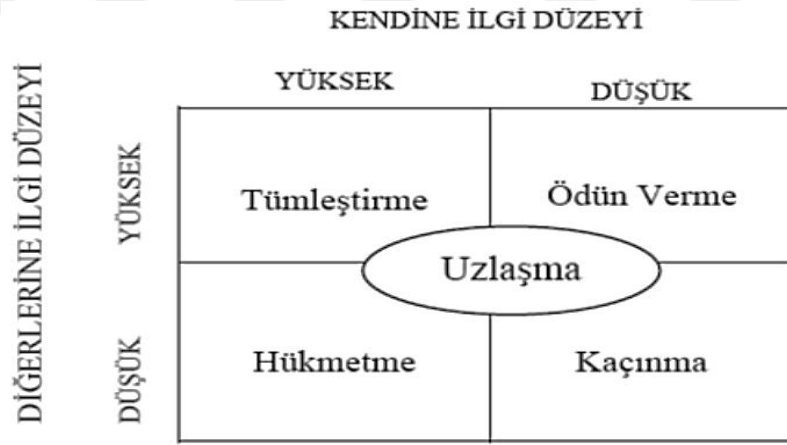 KENDİNE İLGİ DÜZEYİ
YÜKSEK
DÜŞÜK
DİĞERLERİNE İLGİ DÜZEYİ
YÜKSEK
Tümleştirme
Ödün Verme
Uzlaşma
DÜŞÜK
Hükmetme
Kaçınma